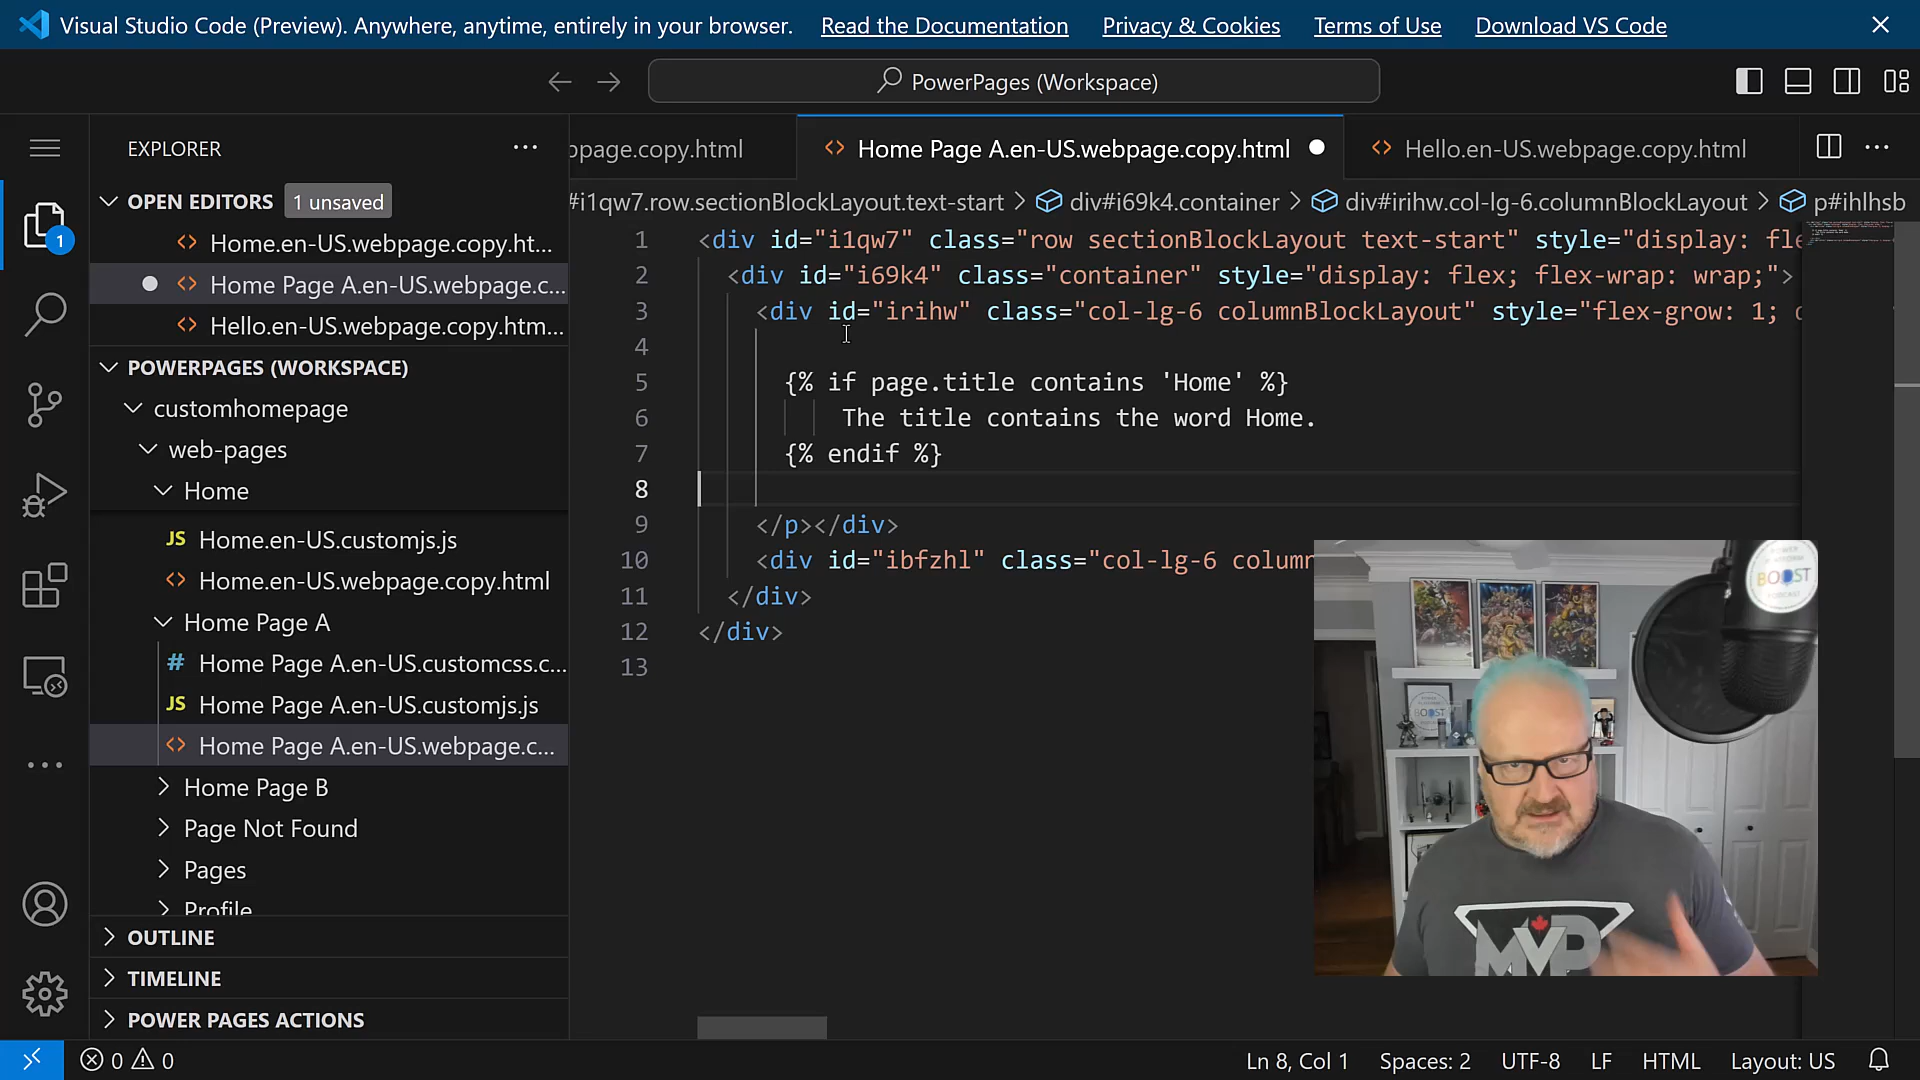 Visual Studio Code (Preview). Anywhere, anytime, entirely in your browser. Read the Documentation Privacy & Cookies Terms of Use Download VS Code
PowerPages (Workspace)
EXPLORER
OPEN EDITORS 1 unsaved
Home.en-US.webpage.copy.ht...
Home Page A.en-US.webpage.c...
Hello.en-US.webpage.copy.htm...
POWERPAGES (WORKSPACE)
customhomepage
web-pages
Home
JS Home.en-US.customjs.js
Home.en-US.webpage.copy.html
Home Page A
# Home Page A.en-US.customcss.c...
JS Home Page A.en-US.customjs.js
Home Page A.en-US.webpage.c...
Home Page B
Page Not Found
Pages
Profile
OUTLINE
TIMELINE
POWER PAGES ACTIONS
1
page.copy.html Home Page A.en-US.webpage.copy.html Hello.en-US.webpage.copy.html
#i1qw7.row.sectionBlockLayout.text-start > div#i69k4.container > div#irihw.col-lg-6.columnBlockLayout > p#ihlhsb
1 <div id="i1qw7" class="row sectionBlockLayout text-start" style="display: fle
2 <div id="i69k4" class="container" style="display: flex; flex-wrap: wrap;">
3 <div id="irihw" class="col-lg-6 columnBlockLayout" style="flex-grow: 1;
4
5 {% if page.title contains 'Home' %}
6 The title contains the word Home.
7 {% endif %}
8
9 </p></div>
10 <div id="ibfzhl" class="col-lg-6 column
11 </div>
12 </div>
13
BOOST
PODCAST
MVP
0 0
Ln 8, Col 1 Spaces: 2 UTF-8 LF HTML Layout: US